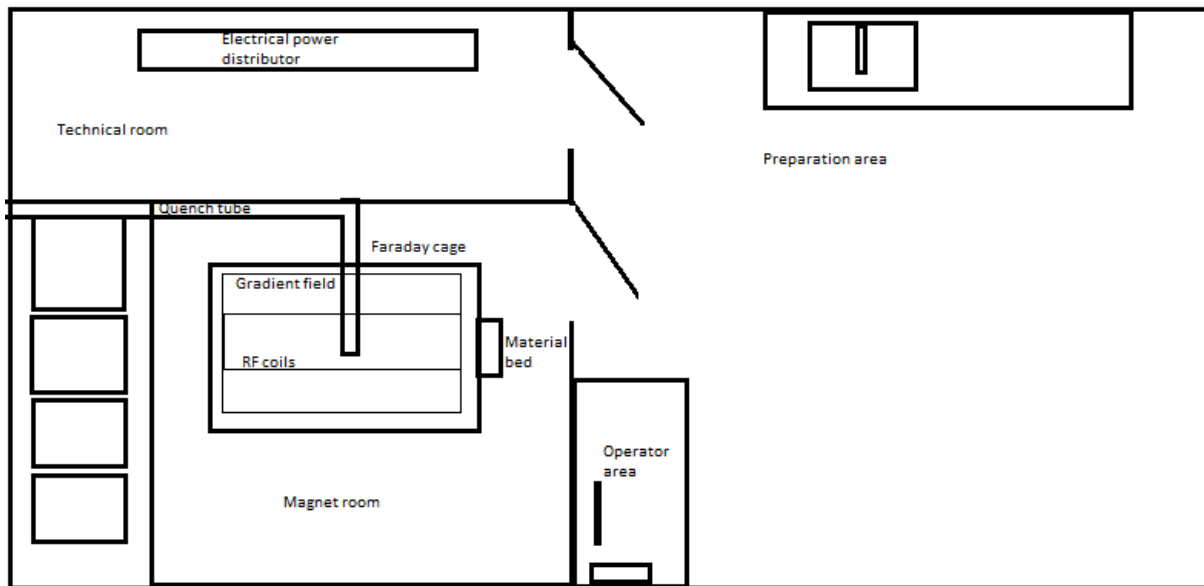 Electrical power
distributor
Technical room
Preparation area
Quench tube
Faraday cage
Gradient field
Material
bed
RF coils
Operator
area
Magnet room